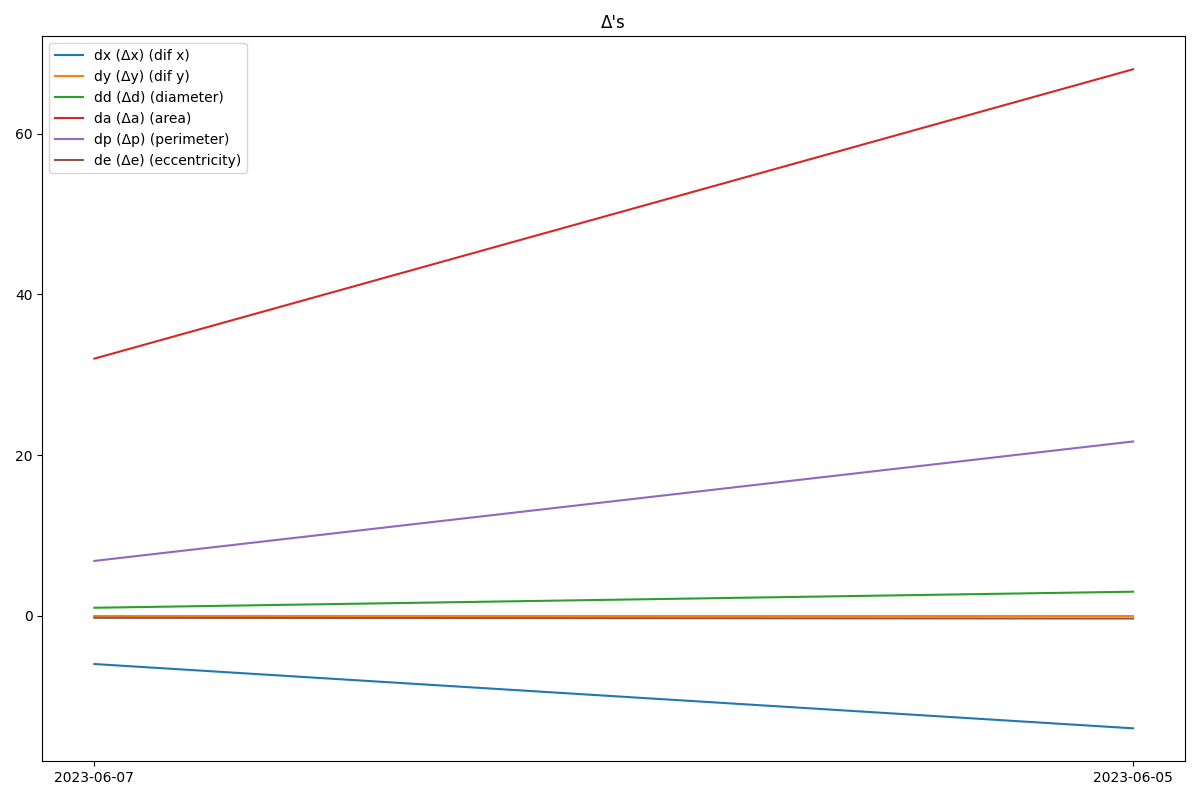 Δ's
dx (Δx) (dif x)
dy (Δy) (dif y)
dd (Δd) (diameter)
da (Δa) (area)
dp (Δp) (perimeter)
de (Δe) (eccentricity)
60
40
20
0
2023-06-07 2023-06-05